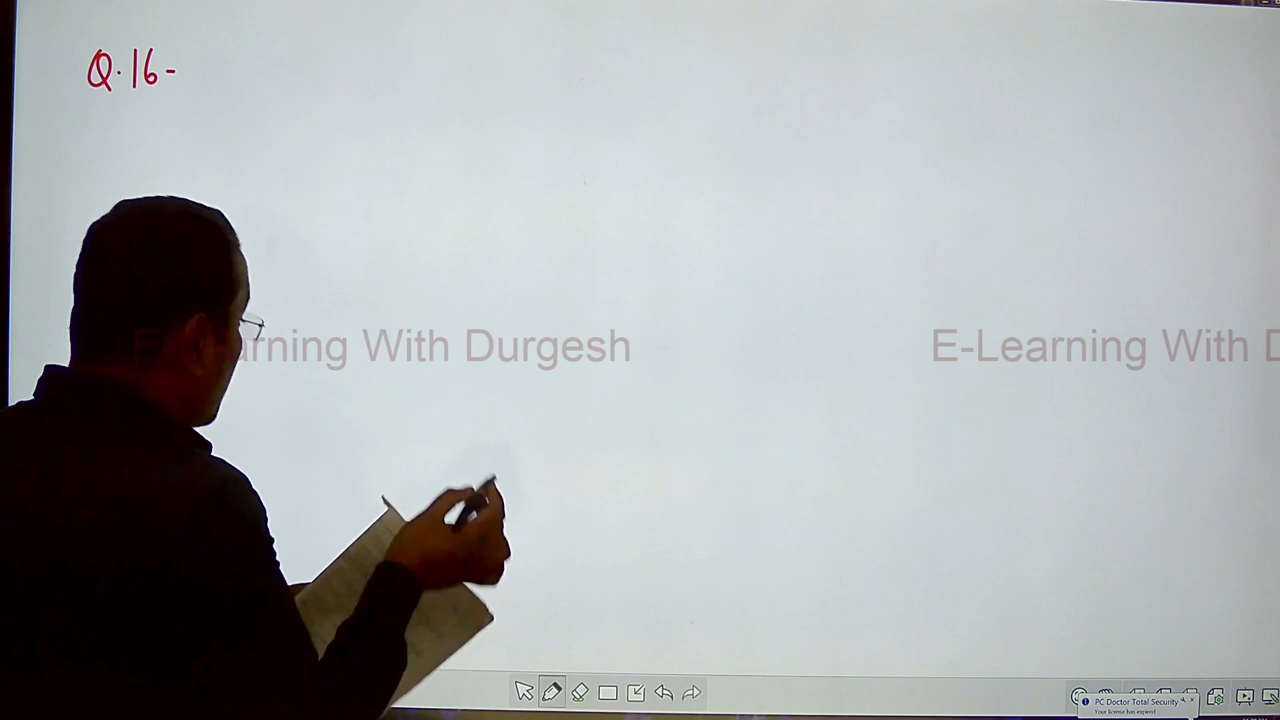 Q.16-
E-Learning With Durgesh
E-Learning With D
PC Doctor Total Security
Your license has expired